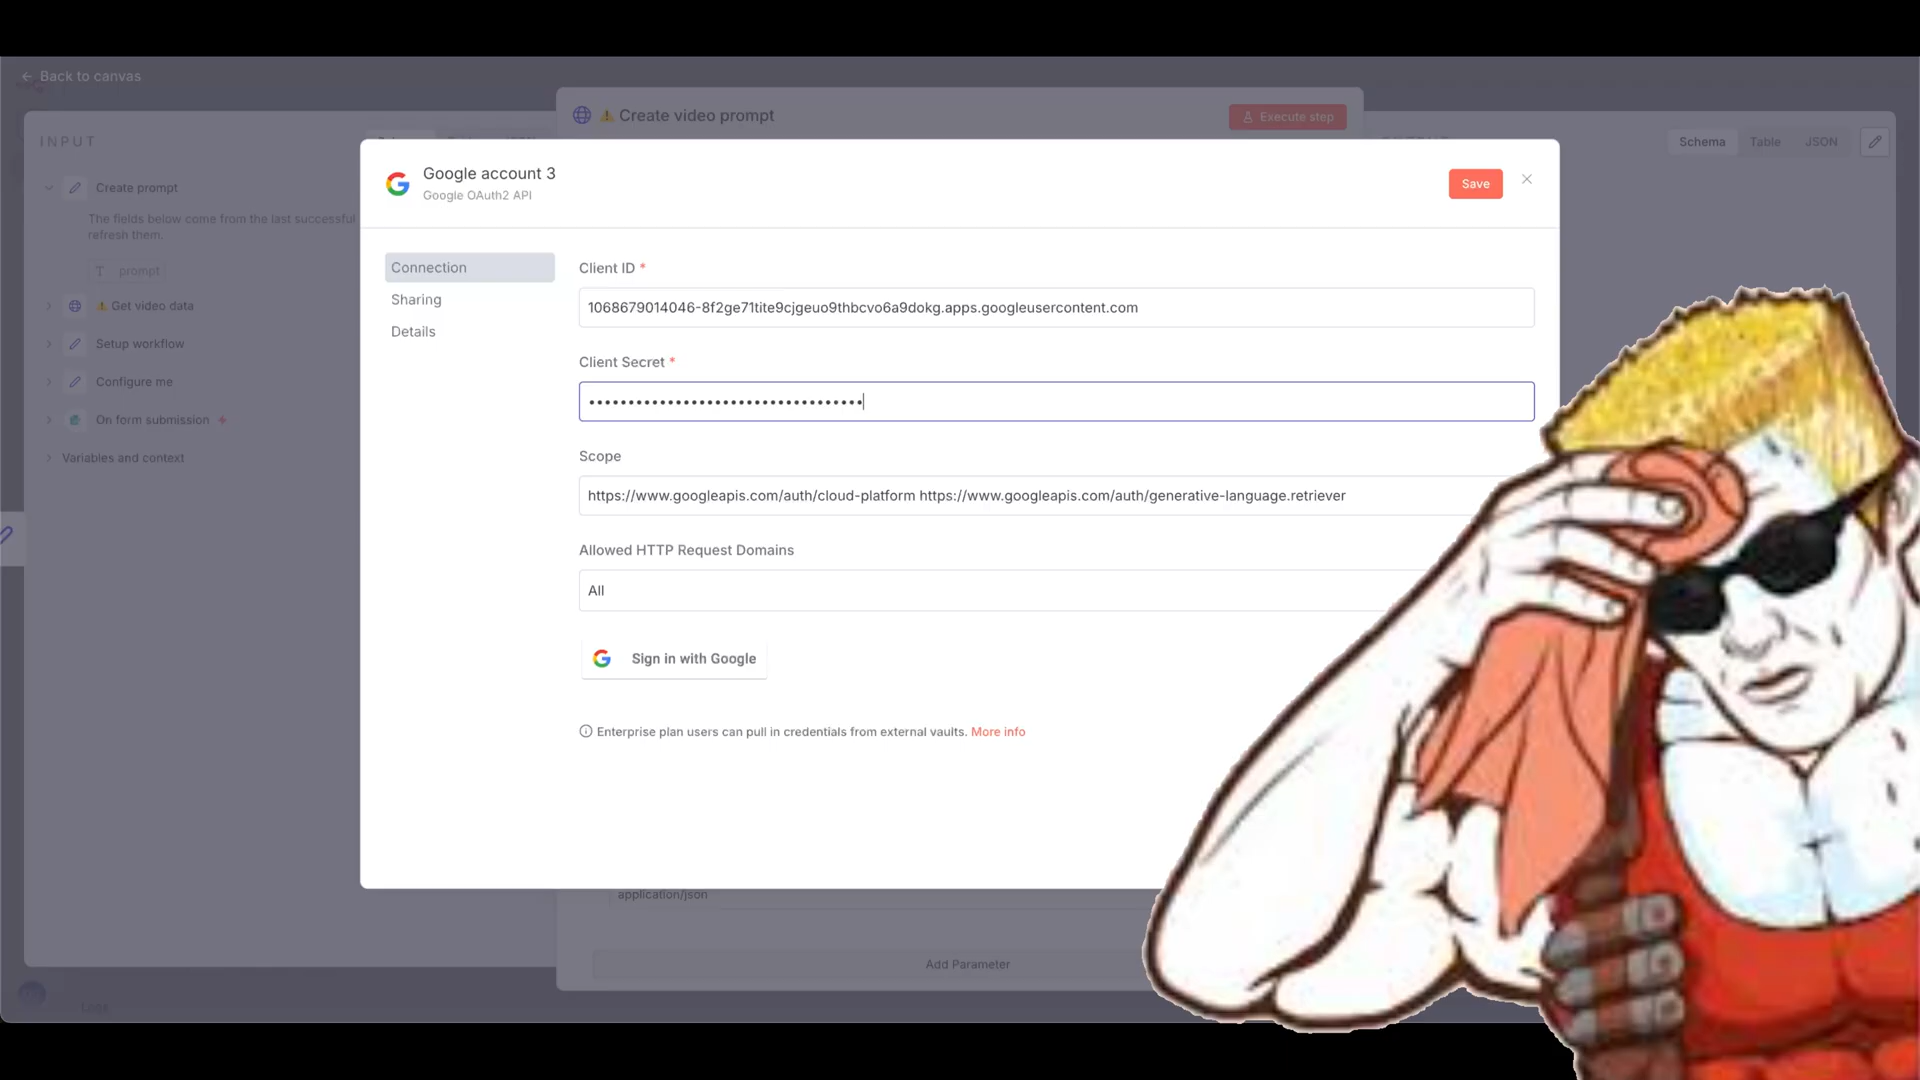 Back to canvas
Create video prompt
Execute step
INPUT
Schema
Table
JSON
Create prompt
The fields below come from the last successful
refresh them.
T prompt
Get video data
Setup workflow
Configure me
On form submission
Variables and context
Google account 3
Google OAuth2 API
Save
Connection
Sharing
Details
Client ID *
1068679014046-8f2ge71tite9cjgeuo9thbcvo6a9dokg.apps.googleusercontent.com
Client Secret *
••••••••••••••••••••••••••••••••••••
Scope
https://www.googleapis.com/auth/cloud-platform https://www.googleapis.com/auth/generative-language.retriever
Allowed HTTP Request Domains
All
Sign in with Google
Enterprise plan users can pull in credentials from external vaults. More info
application/json
Add Parameter